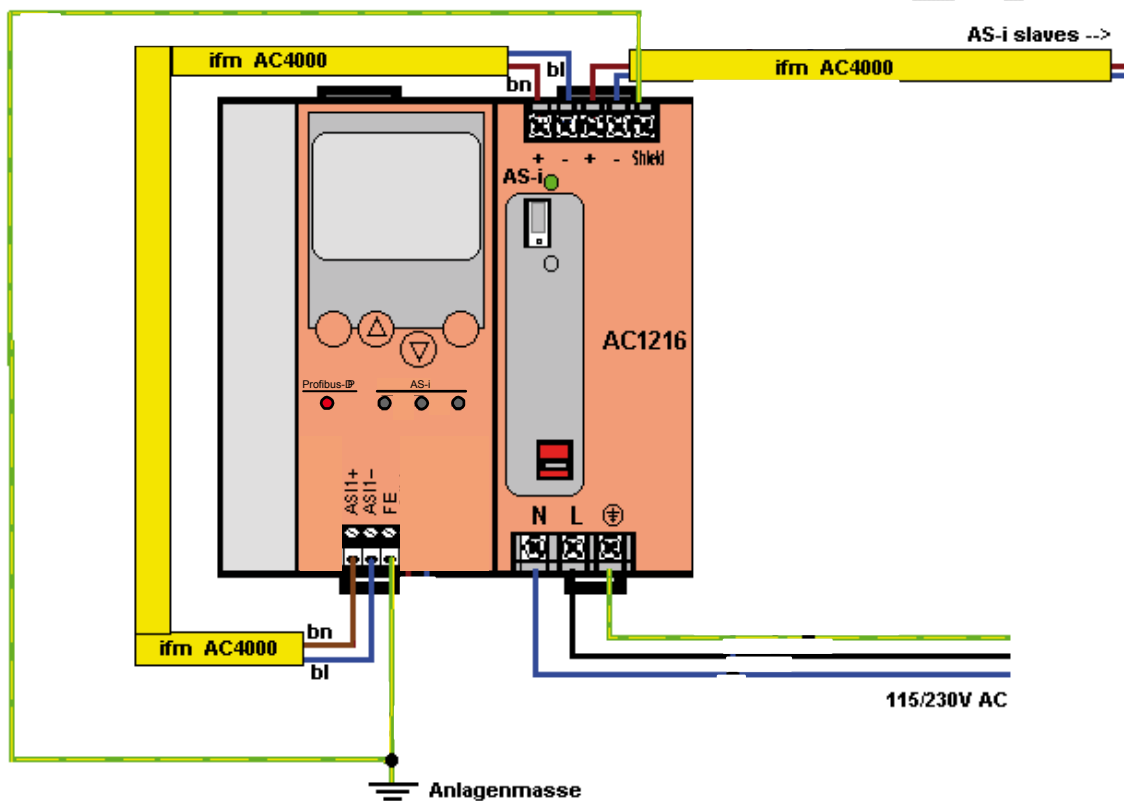 AS-i slaves -->
ifm AC4000
ifm AC4000
bn
bl
+ - + - Shield
AS-i
AC1216
Profibus-DP
AS-i
ASI1+
ASI1-
FE
N L
bn
ifm AC4000
bl
115/230V AC
Anlagenmasse